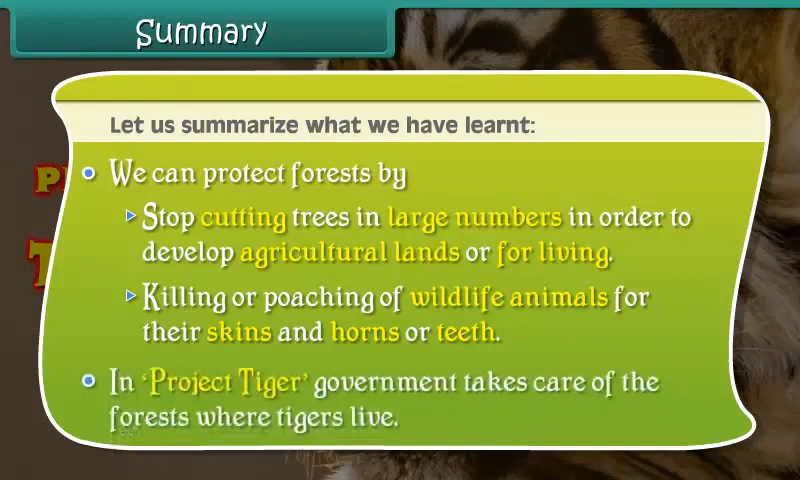 Summary
Let us summarize what we have learnt:
We can protect forests by
Stop cutting trees in large numbers in order to
develop agricultural lands or for living.
Killing or poaching of wildlife animals for
their skins and horns or teeth.
In ‘Project Tiger’ government takes care of the
forests where tigers live.